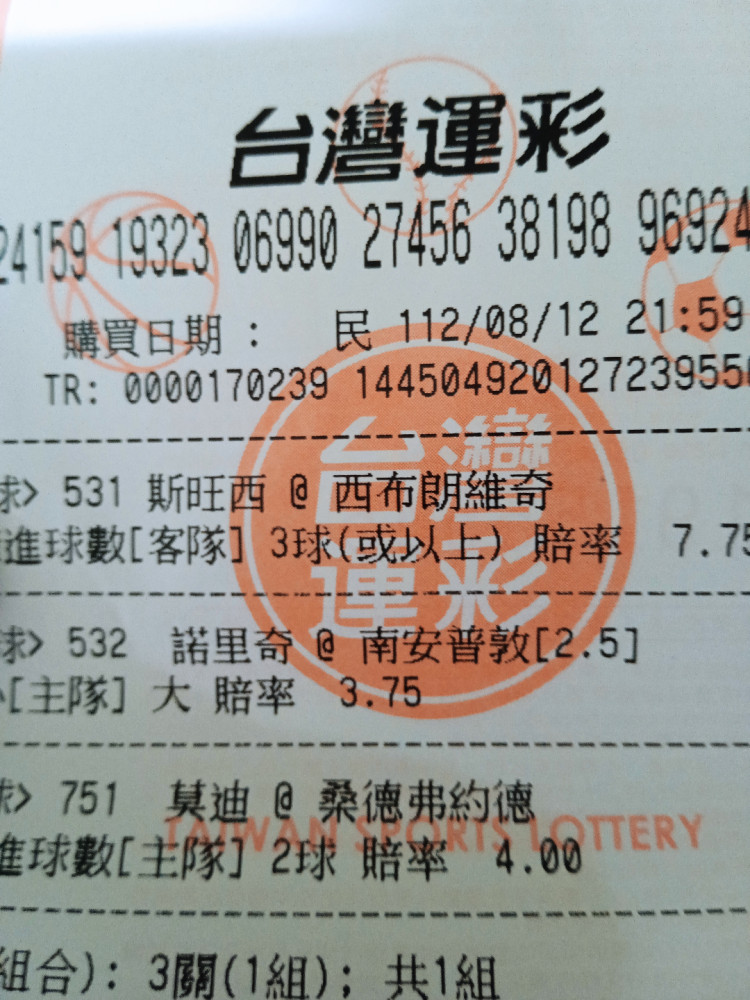 台灣運彩
24159 19323 06990 27456 38198 96924
購買日期 : 民 112/08/12 21:59
TR: 0000170239 1445049201272395550
球> 531 斯旺西 @ 西布朗維奇
進球數[客隊] 3球(或以上) 賠率 7.75
台灣
運彩
球> 532 諾里奇 @ 南安普敦[2.5]
[主隊] 大 賠率 3.75
球> 751 莫迪 @ 桑德弗約德
TAIWAN SPORTS LOTTERY
進球數[主隊] 2球 賠率 4.00
組合): 3關(1組); 共1組